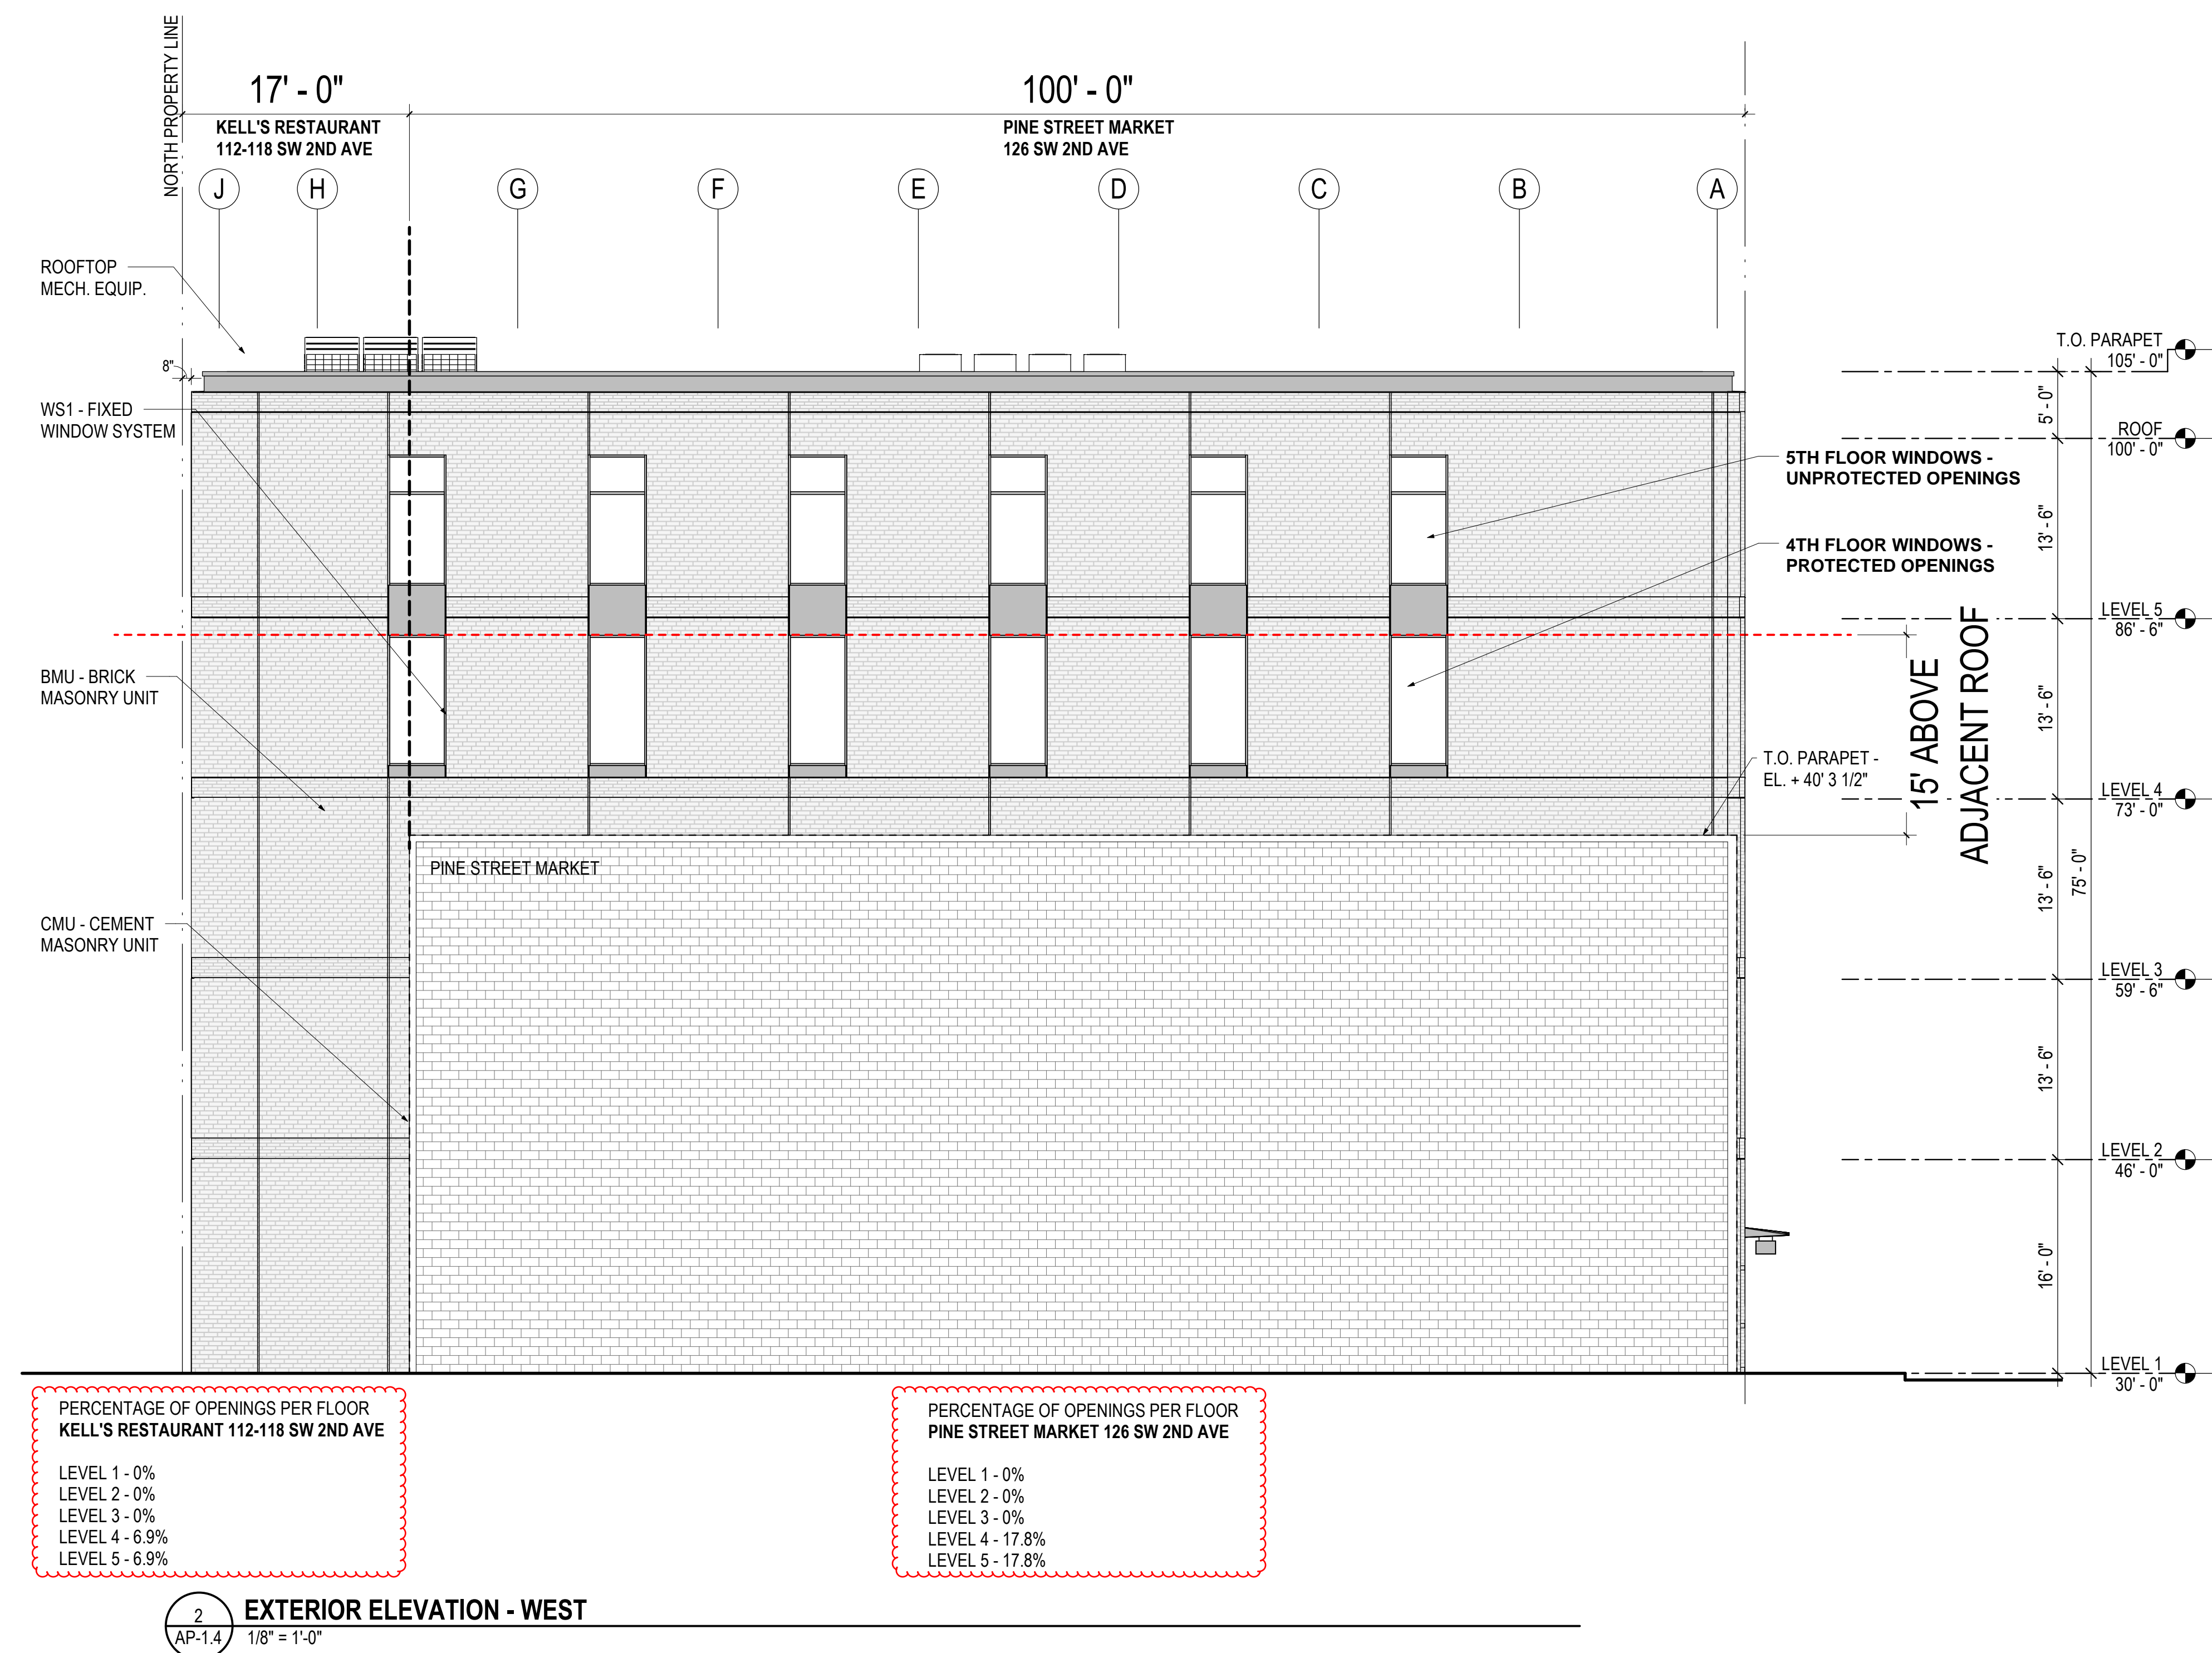 NORTH PROPERTY LINE
17' - 0"
KELL'S RESTAURANT
112-118 SW 2ND AVE
100' - 0"
PINE STREET MARKET
126 SW 2ND AVE
J
H
G
F
E
D
C
B
A
ROOFTOP
MECH. EQUIP.
8"
WS1 - FIXED
WINDOW SYSTEM
BMU - BRICK
MASONRY UNIT
CMU - CEMENT
MASONRY UNIT
PINE STREET MARKET
5TH FLOOR WINDOWS -
UNPROTECTED OPENINGS
4TH FLOOR WINDOWS -
PROTECTED OPENINGS
T.O. PARAPET -
EL. + 40' 3 1/2"
15' ABOVE
ADJACENT ROOF
T.O. PARAPET
105' - 0"
5' - 0"
ROOF
100' - 0"
13' - 6"
LEVEL 5
86' - 6"
13' - 6"
LEVEL 4
73' - 0"
13' - 6"
75' - 0"
LEVEL 3
59' - 6"
13' - 6"
LEVEL 2
46' - 0"
16' - 0"
LEVEL 1
30' - 0"
PERCENTAGE OF OPENINGS PER FLOOR
KELL'S RESTAURANT 112-118 SW 2ND AVE
LEVEL 1 - 0%
LEVEL 2 - 0%
LEVEL 3 - 0%
LEVEL 4 - 6.9%
LEVEL 5 - 6.9%
PERCENTAGE OF OPENINGS PER FLOOR
PINE STREET MARKET 126 SW 2ND AVE
LEVEL 1 - 0%
LEVEL 2 - 0%
LEVEL 3 - 0%
LEVEL 4 - 17.8%
LEVEL 5 - 17.8%
2
AP-1.4
EXTERIOR ELEVATION - WEST
1/8" = 1'-0"